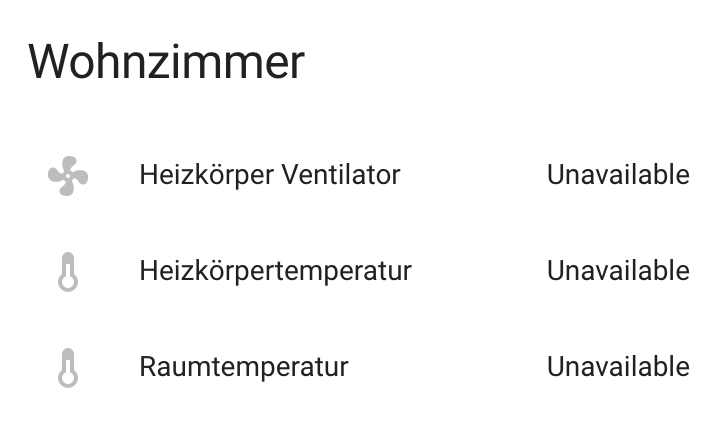 Wohnzimmer
Heizkörper Ventilator Unavailable
Heizkörpertemperatur Unavailable
Raumtemperatur Unavailable